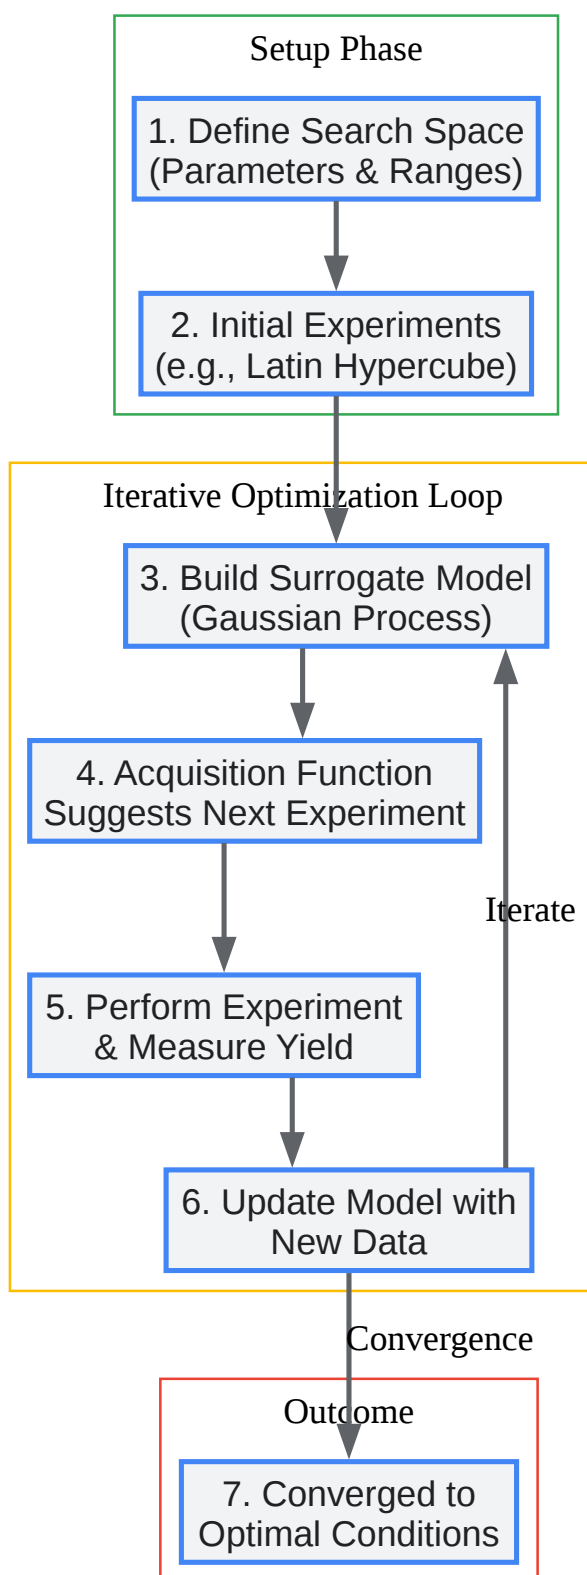 Setup Phase
1. Define Search Space
(Parameters & Ranges)
2. Initial Experiments
(e.g., Latin Hypercube)
Iterative Optimization Loop
3. Build Surrogate Model
(Gaussian Process)
4. Acquisition Function
Suggests Next Experiment
Iterate
5. Perform Experiment
& Measure Yield
6. Update Model with
New Data
Convergence
Outcome
7. Converged to
Optimal Conditions